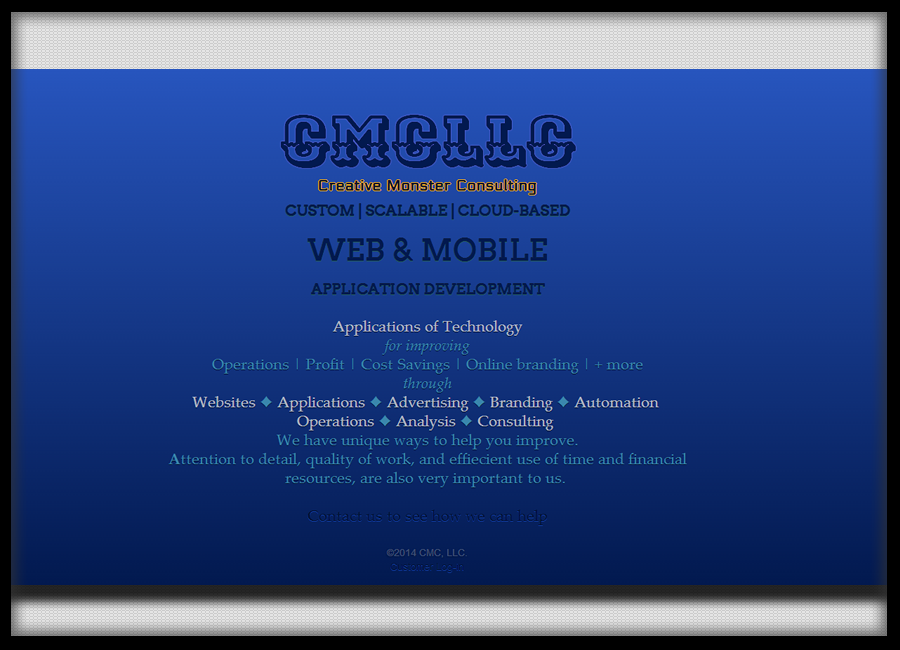 CMCLLC
Creative Monster Consulting
CUSTOM | SCALABLE | CLOUD-BASED
WEB & MOBILE
APPLICATION DEVELOPMENT
Applications of Technology
for improving
Operations | Profit | Cost Savings | Online branding | + more
through
Websites ◆ Applications ◆ Advertising ◆ Branding ◆ Automation
Operations ◆ Analysis ◆ Consulting
We have unique ways to help you improve.
Attention to detail, quality of work, and effiecient use of time and financial
resources, are also very important to us.
Contact us to see how we can help
©2014 CMC, LLC.
Customer Log-in